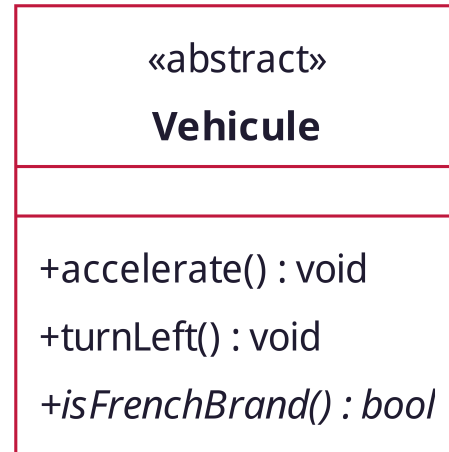 «abstract»
Vehicule
+accelerate() : void
+turnLeft() : void
+isFrenchBrand() : bool